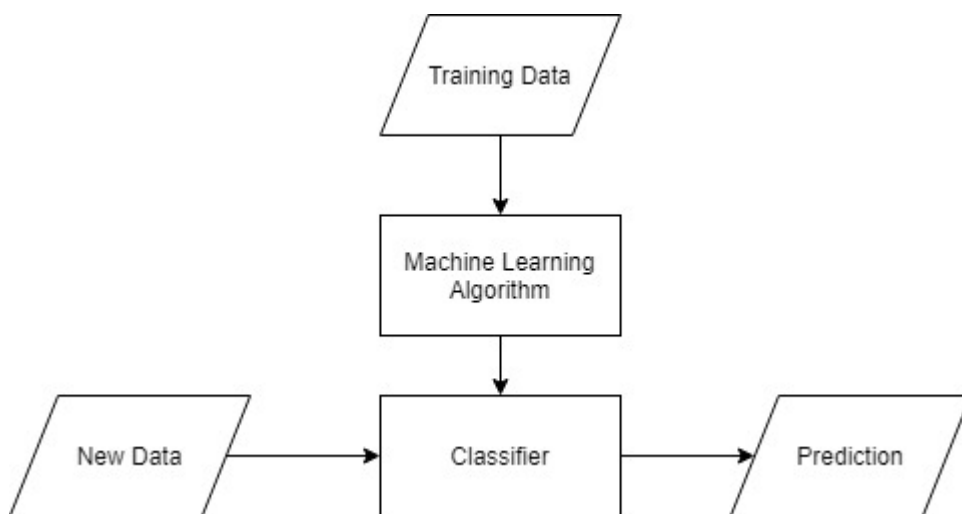 Training Data
Machine Learning
Algorithm
New Data
Classifier
Prediction